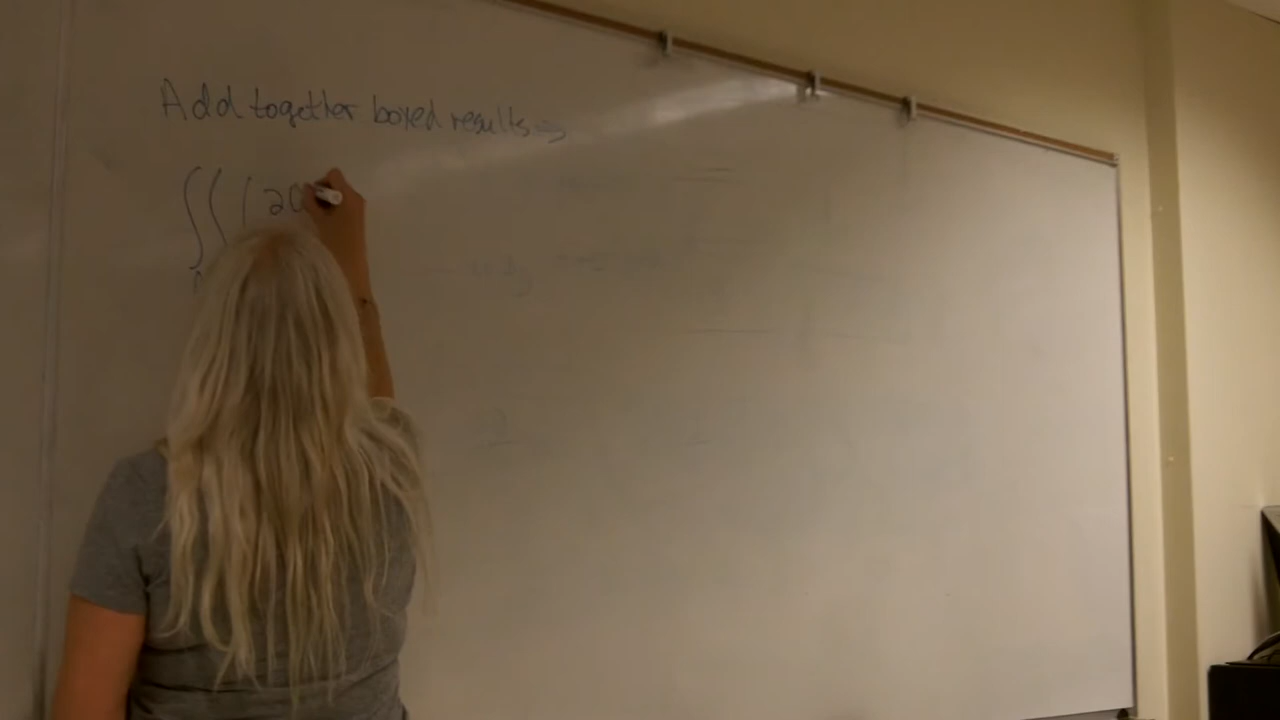 Add together boxed results ⇒
∬ ( 20